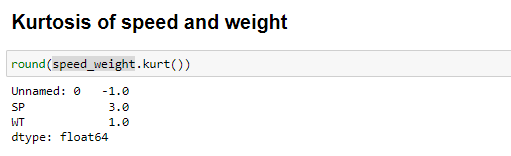 Kurtosis of speed and weight
round(speed_weight.kurt())
Unnamed: 0   -1.0
SP            3.0
WT            1.0
dtype: float64